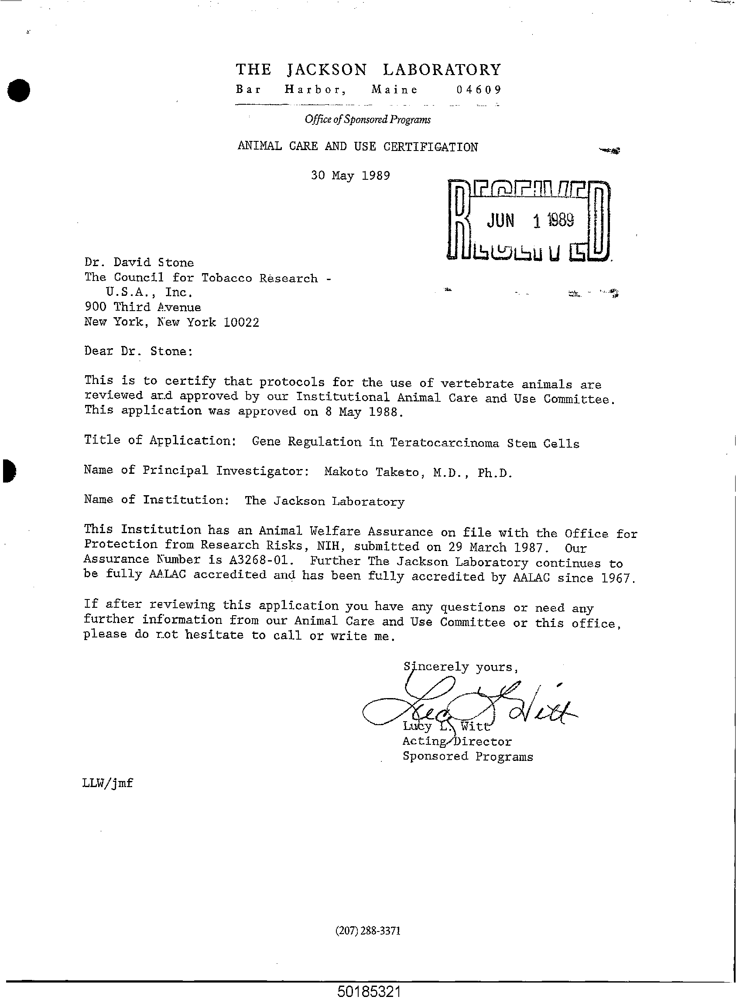 THE JACKSON LABORATORY
Bar Harbor, Maine 04609
Office of Sponsored Programs
ANIMAL CARE AND USE CERTIFICATION
30 May 1989
RECEIVED
JUN 1 1989
Dr. David Stone
The Council for Tobacco Research -
U.S.A., Inc.
900 Third Avenue
New York, New York 10022
Dear Dr. Stone:
This is to certify that protocols for the use of vertebrate animals are
reviewed and approved by our Institutional Animal Care and Use Committee.
This application was approved on 8 May 1988.
Title of Application: Gene Regulation in Teratocarcinoma Stem Cells
Name of Principal Investigator: Makoto Taketo, M.D., Ph.D.
Name of Institution: The Jackson Laboratory
This Institution has an Animal Welfare Assurance on file with the Office for
Protection from Research Risks, NIH, submitted on 29 March 1987. Our
Assurance Number is A3268-01. Further The Jackson Laboratory continues to
be fully AALAC accredited and has been fully accredited by AALAC since 1967.
If after reviewing this application you have any questions or need any
further information from our Animal Care and Use Committee or this office,
please do not hesitate to call or write me.
Sincerely yours,
Lucy L Witt
Lucy L. Witt
Acting Director
Sponsored Programs
LLW/jmf
(207) 288-3371
50185321